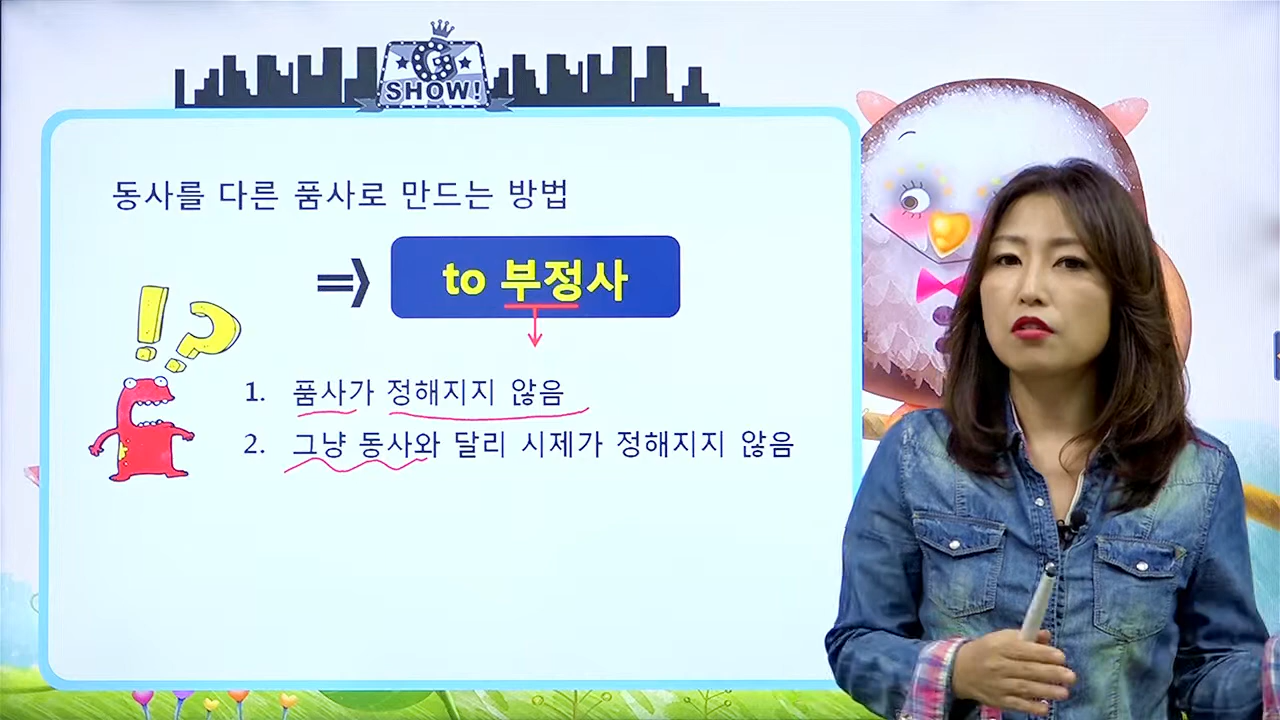 G
SHOW!
동사를 다른 품사로 만드는 방법
⇒ to 부정사
!?
1. 품사가 정해지지 않음
2. 그냥 동사와 달리 시제가 정해지지 않음